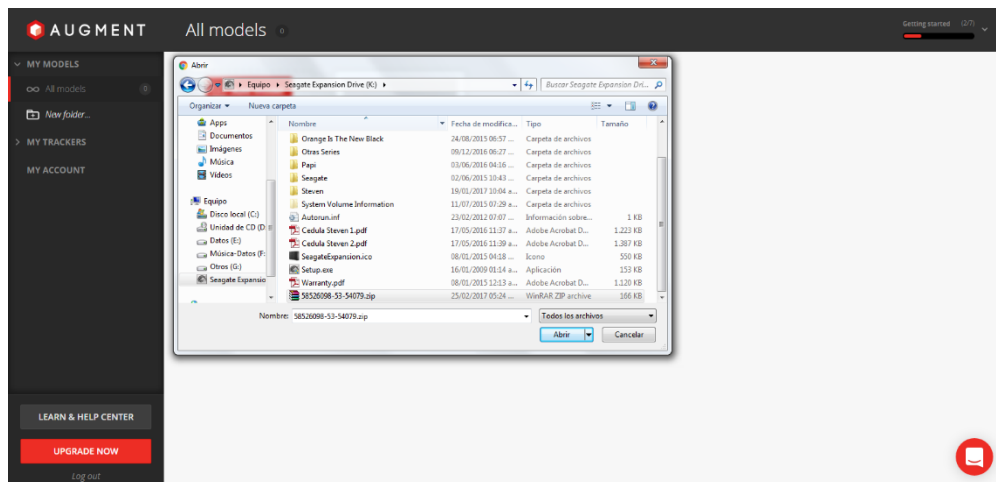 AUGMENT
All models 0
Getting started (2/7)
MY MODELS
All models 0
New folder...
MY TRACKERS
MY ACCOUNT
LEARN & HELP CENTER
UPGRADE NOW
Log out
Abrir
Equipo Seagate Expansion Drive (K:)
Buscar Seagate Expansion Dri...
Organizar Nueva carpeta
Apps
Documentos
Imágenes
Música
Vídeos
Equipo
Disco local (C:)
Unidad de CD (D
Datos (E:)
Música-Datos (F:
Otros (G:)
Seagate Expansio
Nombre Fecha de modifica... Tipo Tamaño
Orange Is The New Black 24/08/2015 06:57 ... Carpeta de archivos
Otras Series 09/12/2016 06:27 ... Carpeta de archivos
Papi 03/06/2016 04:16 ... Carpeta de archivos
Seagate 02/06/2015 10:43 ... Carpeta de archivos
Steven 19/01/2017 10:04 a... Carpeta de archivos
System Volume Information 11/07/2015 07:29 a... Carpeta de archivos
Autorun.inf 23/02/2012 07:07 ... Información sobre... 1 KB
Cedula Steven 1.pdf 17/05/2016 11:37 a... Adobe Acrobat D... 1.223 KB
Cedula Steven 2.pdf 17/05/2016 11:39 a... Adobe Acrobat D... 1.387 KB
SeagateExpansion.ico 08/01/2015 04:18 ... Icono 550 KB
Setup.exe 16/01/2009 01:14 a... Aplicación 153 KB
Warranty.pdf 08/01/2015 12:13 a... Adobe Acrobat D... 1.120 KB
58526098-53-54079.zip 25/02/2017 05:24 ... WinRAR ZIP archive 166 KB
Nombre: 58526098-53-54079.zip
Todos los archivos
Abrir Cancelar